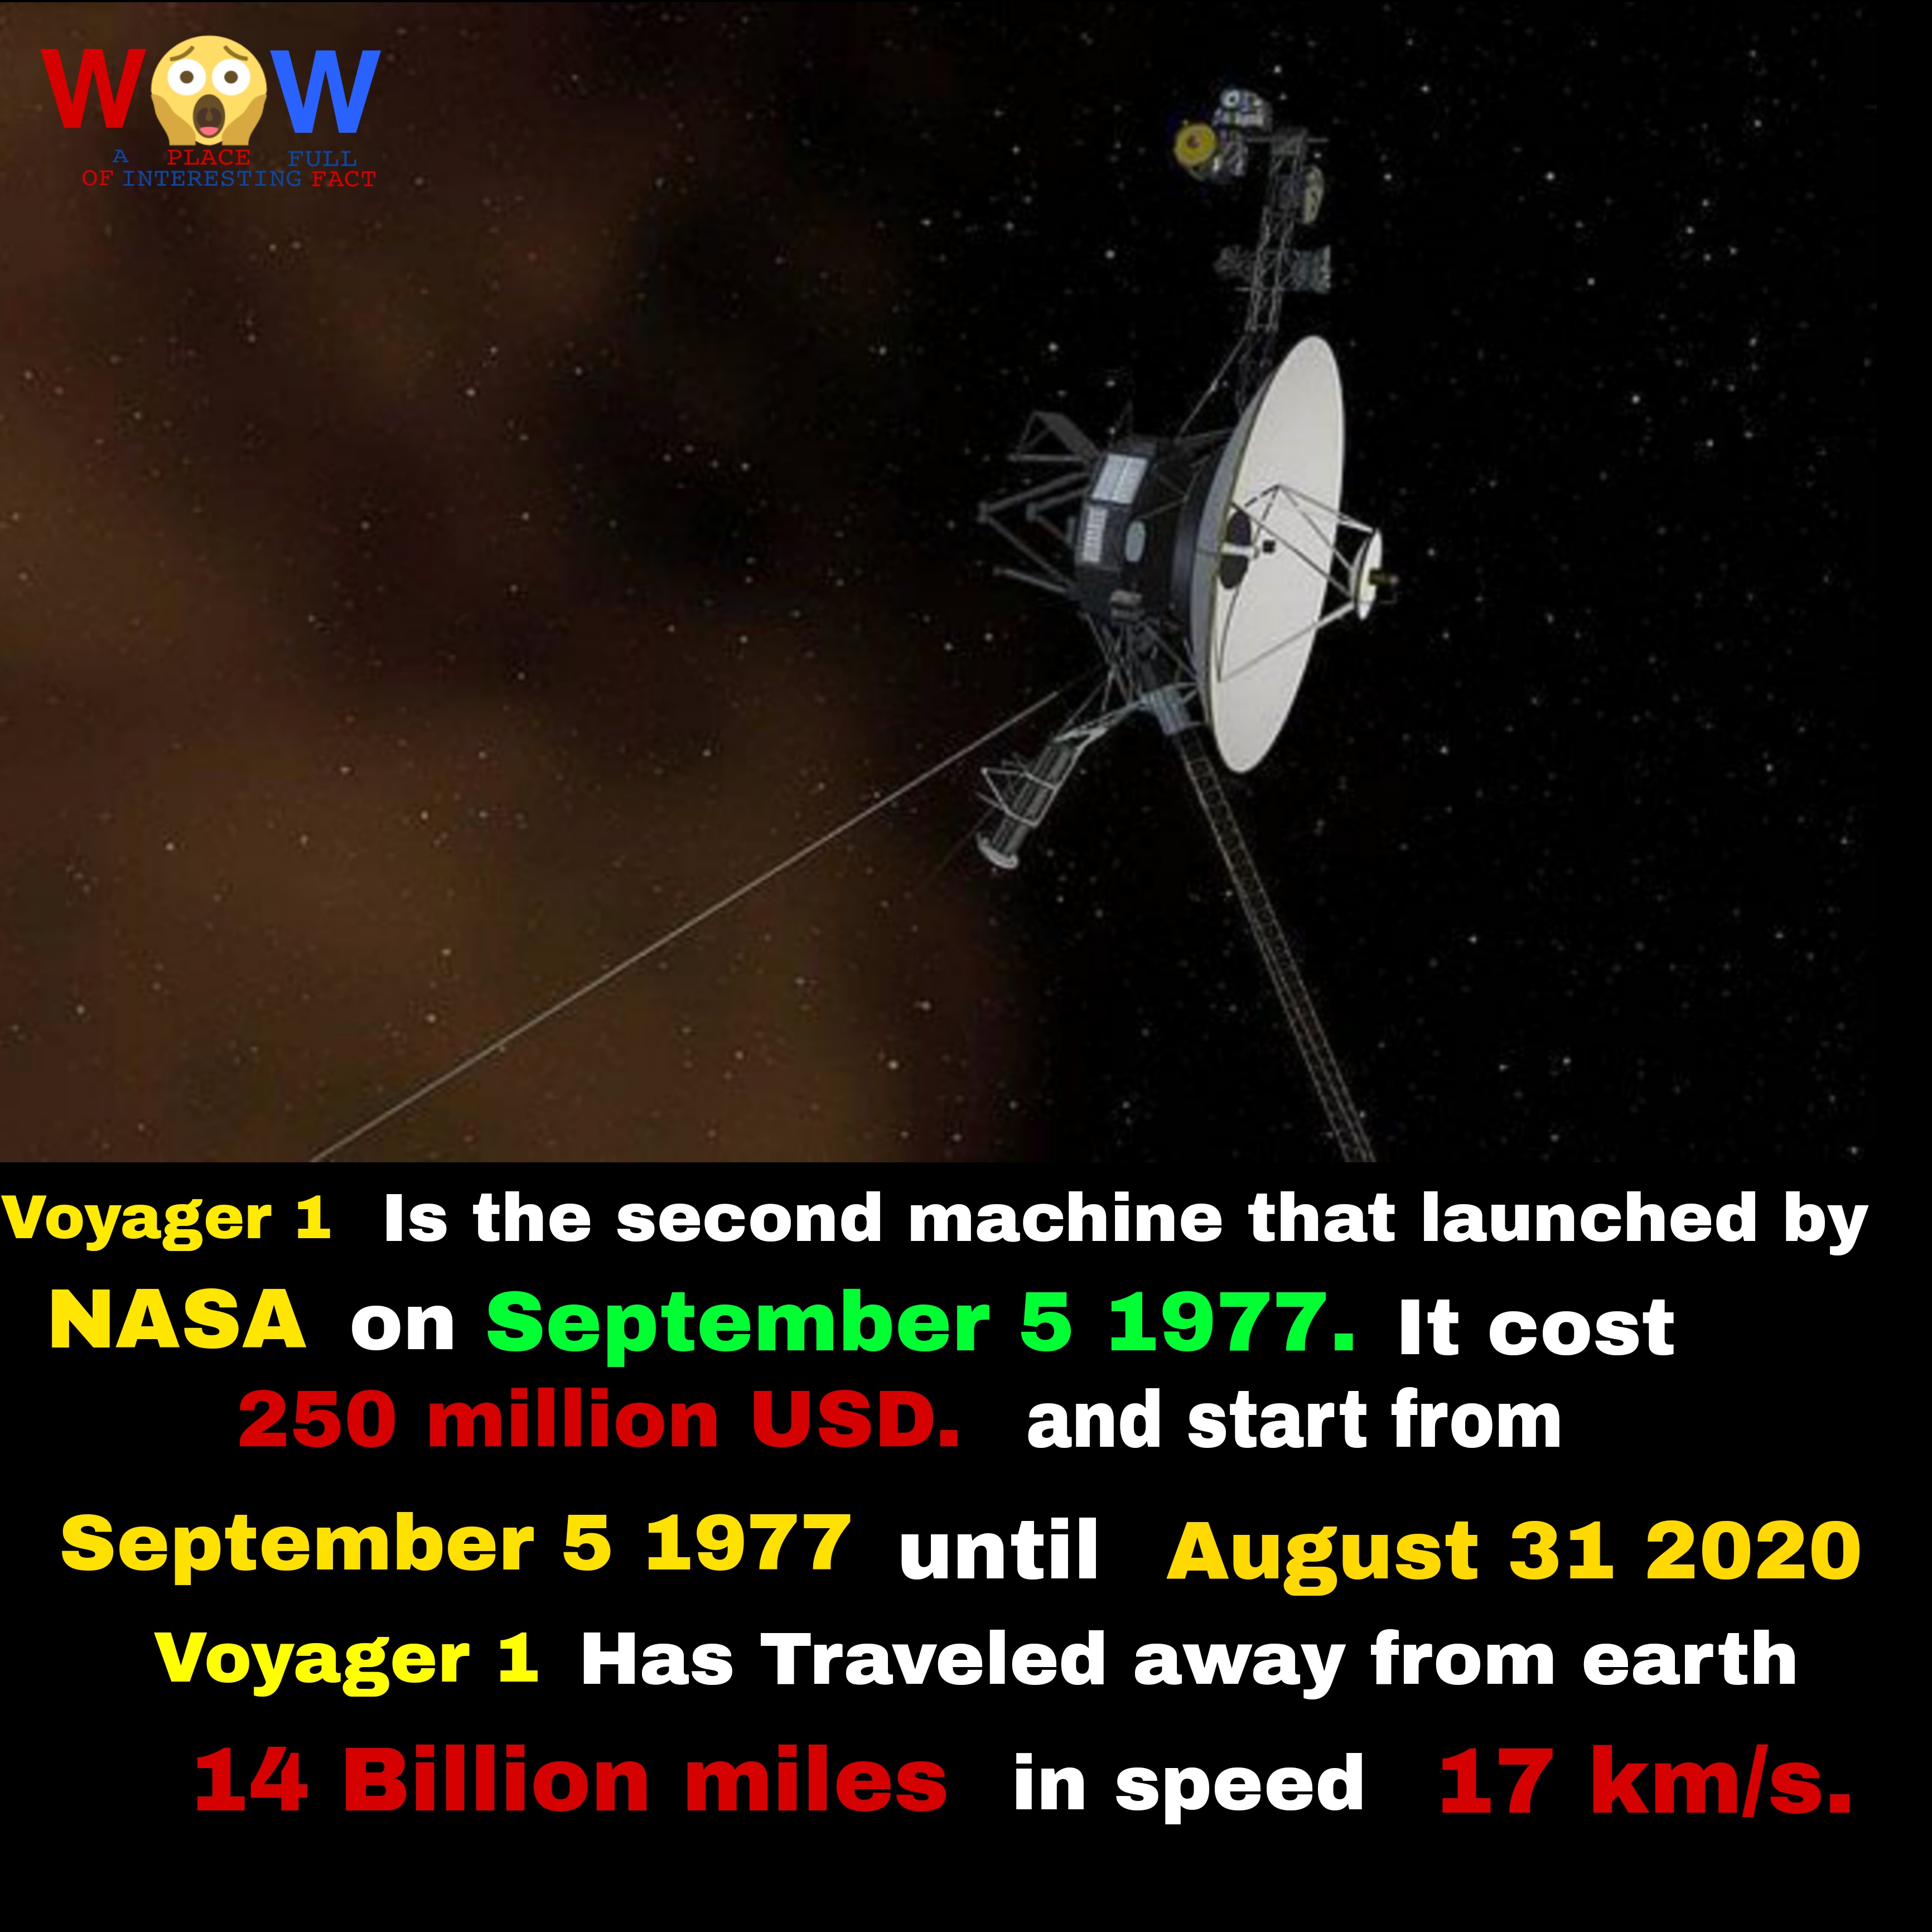 WOW
A PLACE FULL
OF INTERESTING FACT
Voyager 1 Is the second machine that launched by
NASA on September 5 1977. It cost
250 million USD. and start from
September 5 1977 until August 31 2020
Voyager 1 Has Traveled away from earth
14 Billion miles in speed 17 km/s.